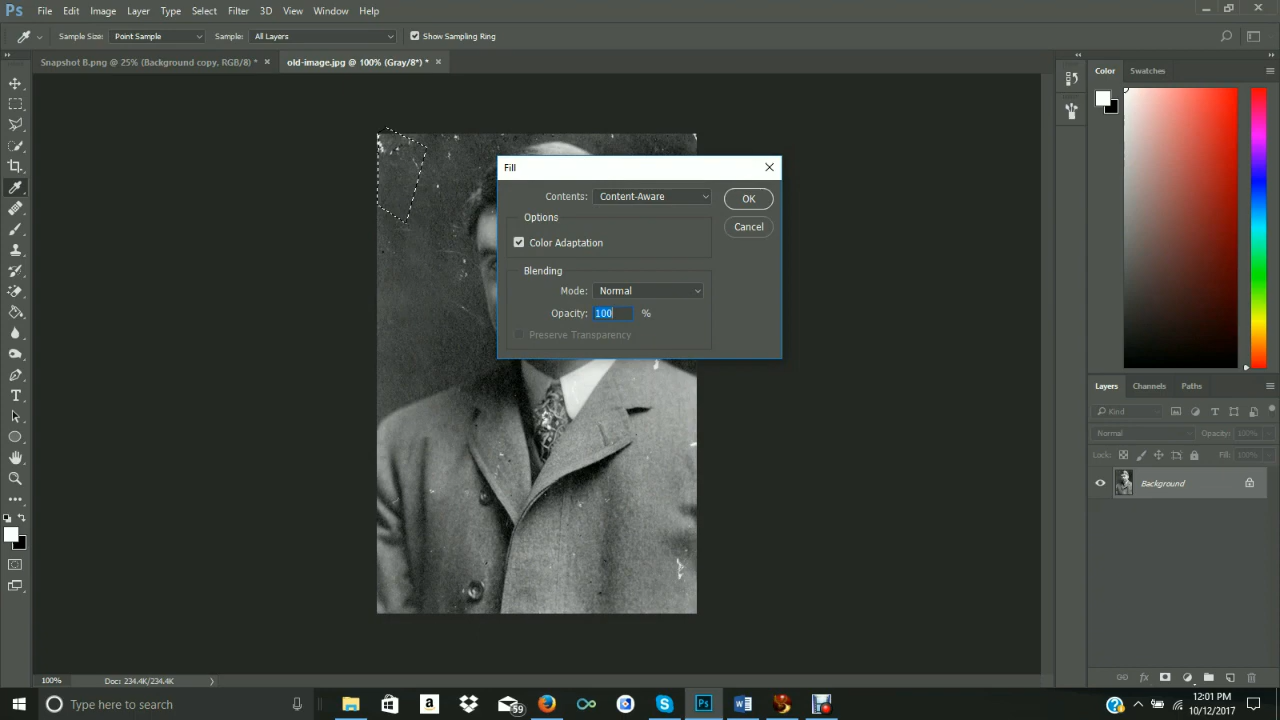 Ps File Edit Image Layer Type Select Filter 3D View Window Help
Sample Size: Point Sample Sample: All Layers Show Sampling Ring
Snapshot B.png @ 25% (Background copy, RGB/8) * × old-image.jpg @ 100% (Gray/8*) * ×
Color Swatches
Fill
Contents: Content-Aware OK
Options
Cancel
Color Adaptation
Blending
Mode: Normal
Opacity: 100 %
Preserve Transparency
Layers Channels Paths
Kind
Normal Opacity: 100%
Lock: Fill: 100%
Background
100% Doc: 234.4K/234.4K
Type here to search
59
12:01 PM
10/12/2017